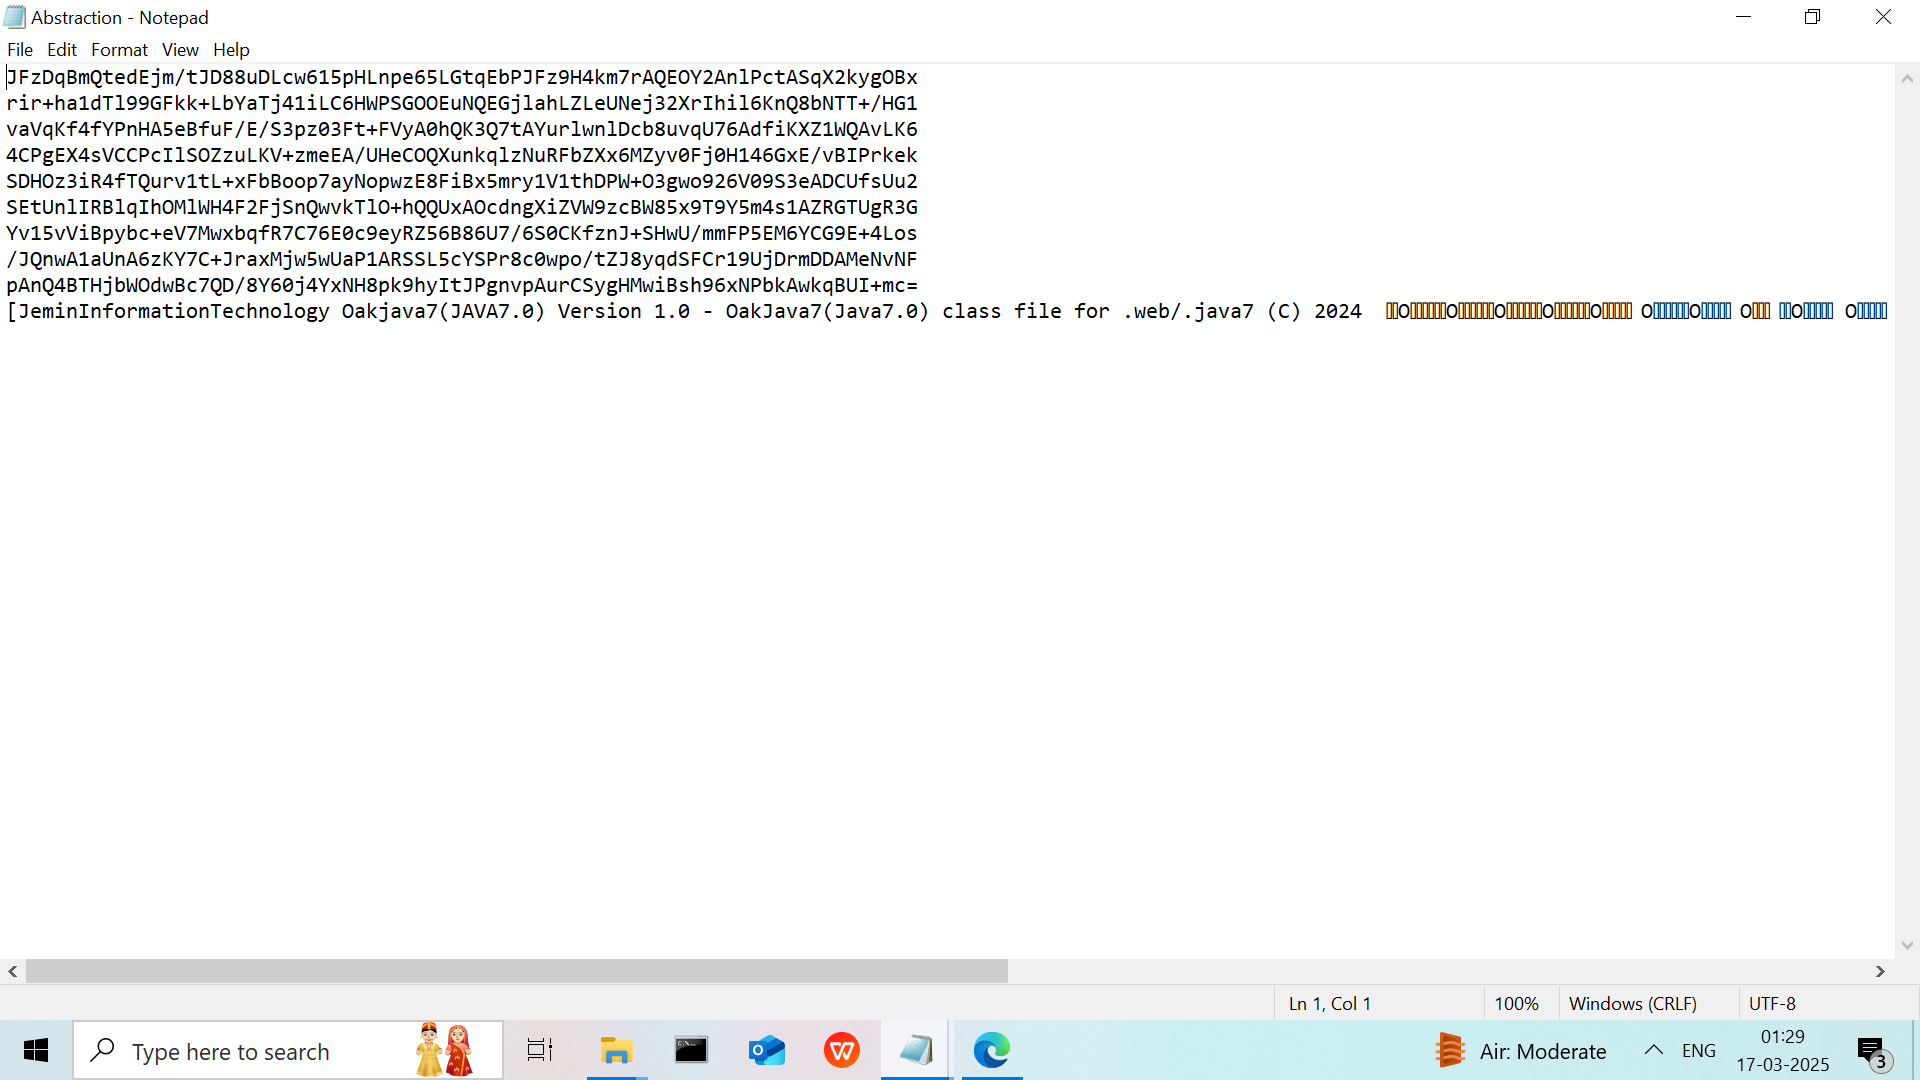 Abstraction - Notepad
File Edit Format View Help
JFzDqBmQtedEjm/tJD88uDLcw615pHLnpe65LGtqEbPJFz9H4km7rAQEOY2AnlPctASqX2kygOBx
rir+ha1dTl99GFkk+LbYaTj41iLC6HWPSGOOEuNQEGjlahLZLeUNej32XrIhil6KnQ8bNTT+/HG1
vaVqKf4fYPnHA5eBfuF/E/S3pz03Ft+FVyA0hQK3Q7tAYurlwnlDcb8uvqU76AdfiKXZ1WQAvLK6
4CPgEX4sVCCPcIlSOZzuLKV+zmeEA/UHeCOQXunkqlzNuRFbZXx6MZyv0Fj0H146GxE/vBIPrkek
SDHOz3iR4fTQurv1tL+xFbBoop7ayNopwzE8FiBx5mry1V1thDPW+O3gwo926V09S3eADCUfsUu2
SEtUnlIRBlqIhOMlWH4F2FjSnQwvkTlO+hQQUxAOcdngXiZVW9zcBW85x9T9Y5m4s1AZRGTUgR3G
Yv15vViBpybc+eV7MwxbqfR7C76E0c9eyRZ56B86U7/6S0CKfznJ+SHwU/mmFP5EM6YCG9E+4Los
/JQnwA1aUnA6zKY7C+JraxMjw5wUaP1ARSSL5cYSPr8c0wpo/tZJ8yqdSFCr19UjDrmDDAMeNvNF
pAnQ4BTHjbWOdwBc7QD/8Y60j4YxNH8pk9hyItJPgnvpAurCSygHMwiBsh96xNPbkAwkqBUI+mc=
[JeminInformationTechnology Oakjava7(JAVA7.0) Version 1.0 - OakJava7(Java7.0) class file for .web/.java7 (C) 2024
Ln 1, Col 1 100% Windows (CRLF) UTF-8
Type here to search Air: Moderate ENG 01:29
17-03-2025 3